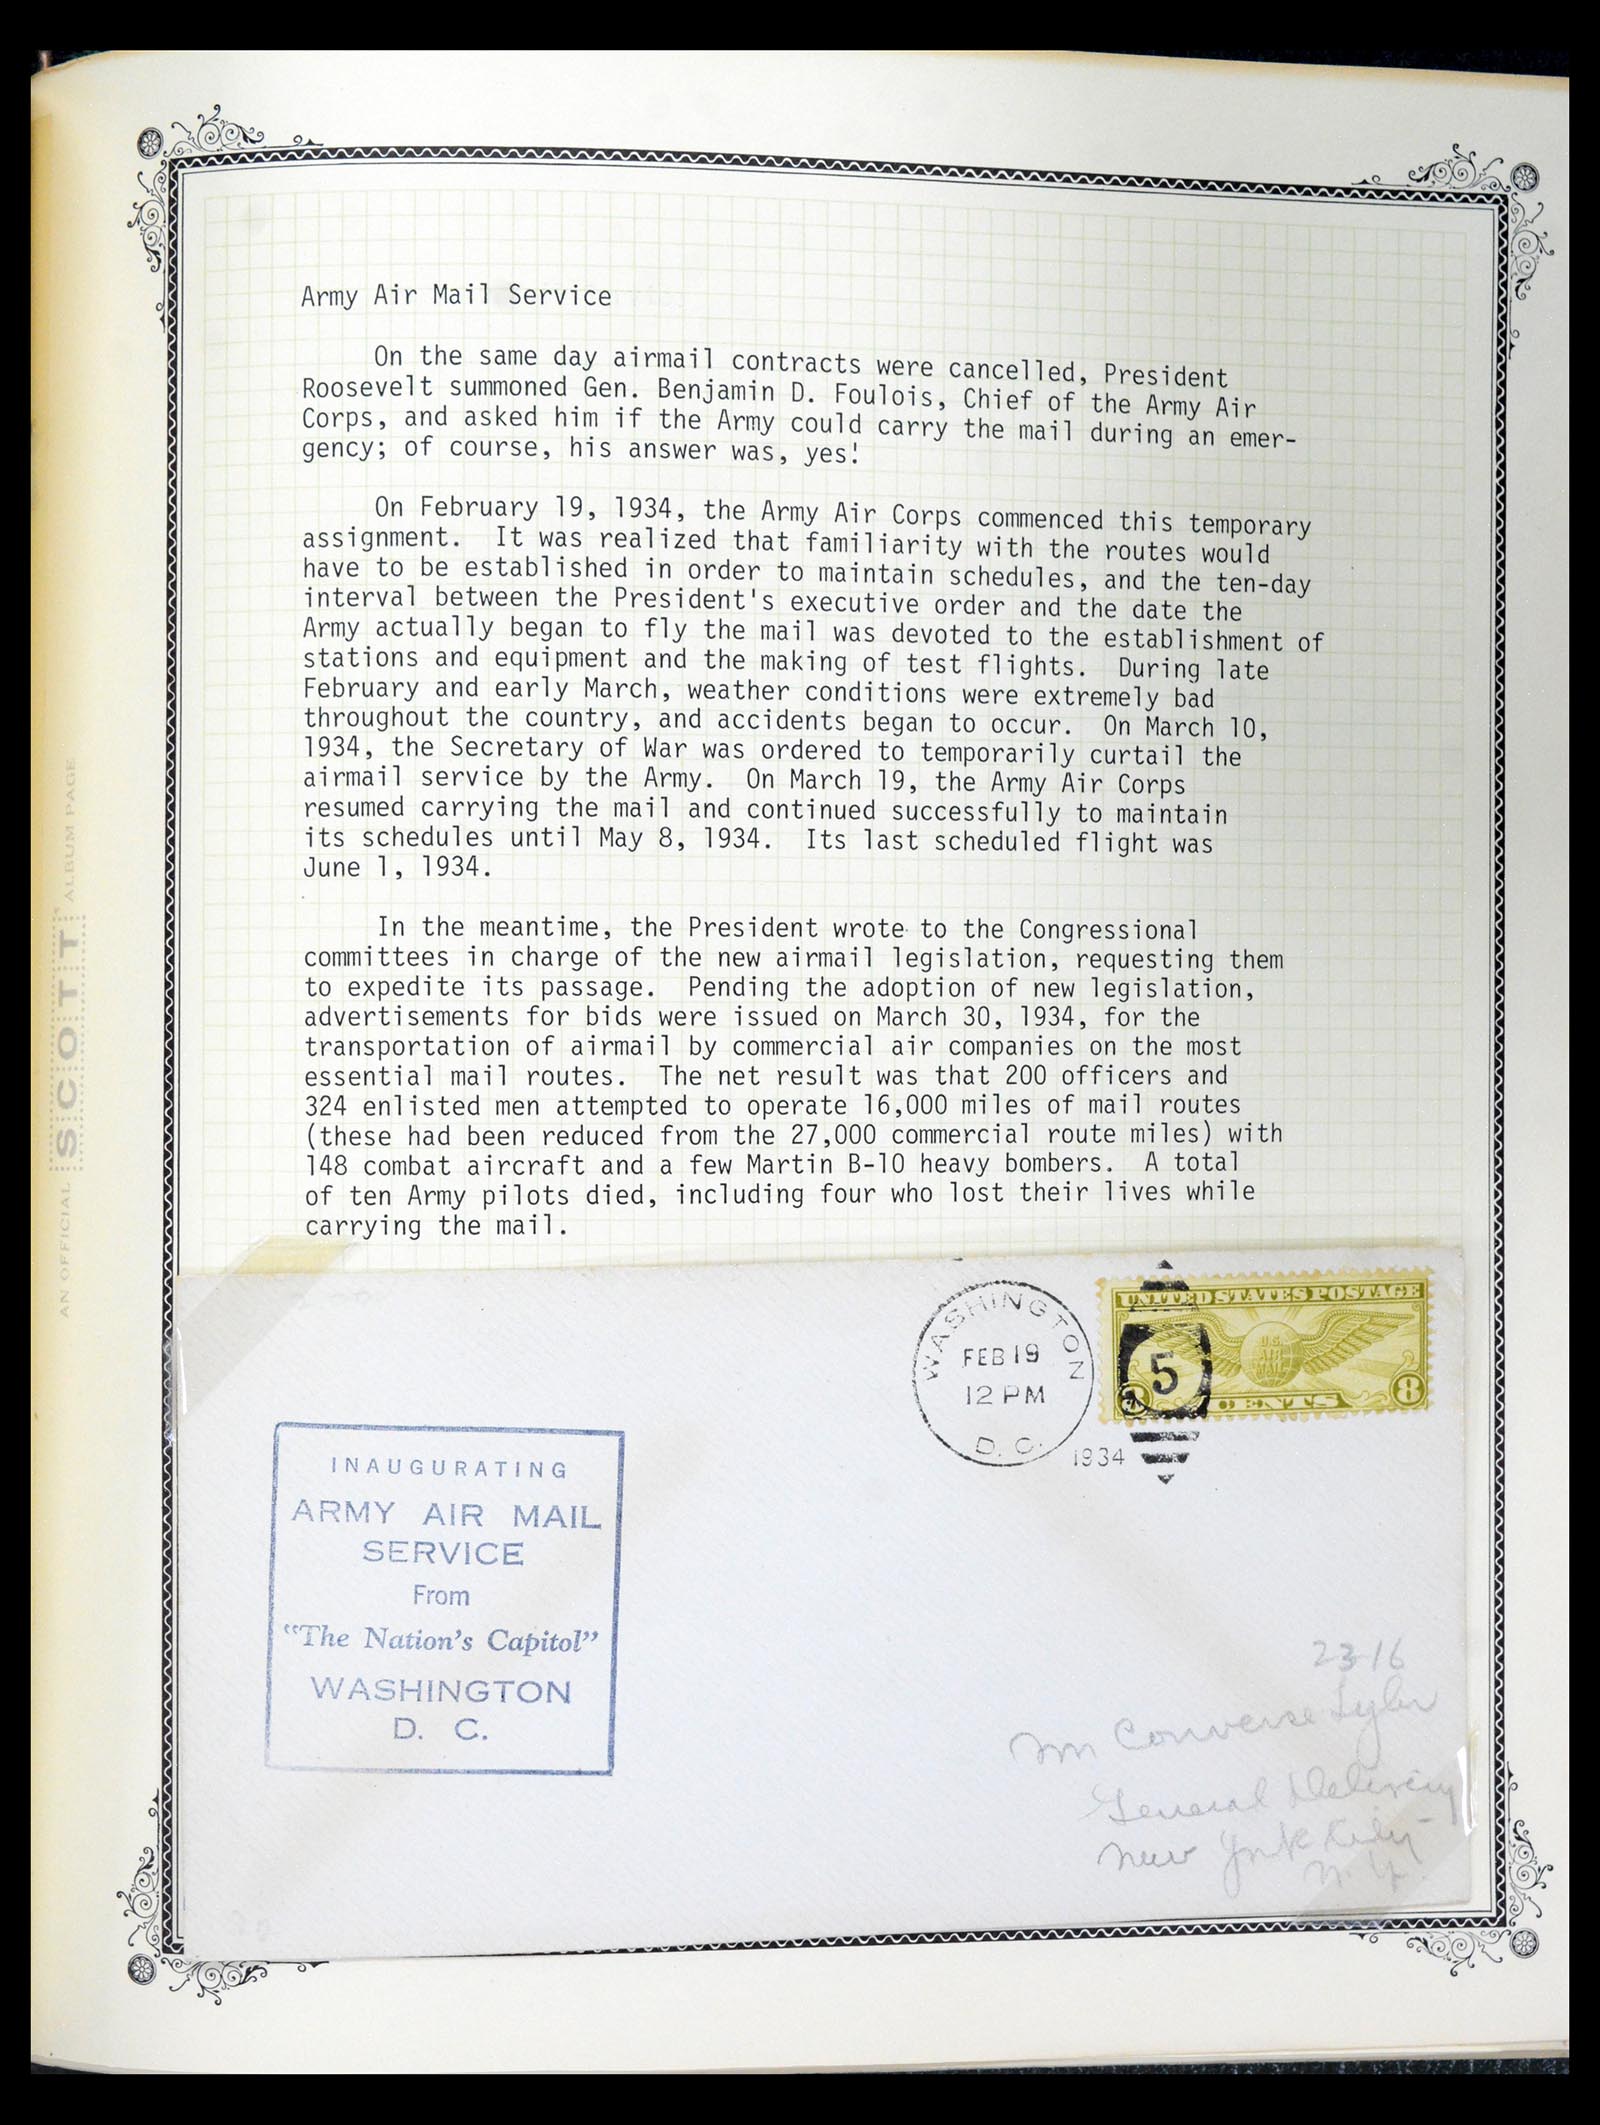 Army Air Mail Service
On the same day airmail contracts were cancelled, President
Roosevelt summoned Gen. Benjamin D. Foulois, Chief of the Army Air
Corps, and asked him if the Army could carry the mail during an emer-
gency; of course, his answer was, yes!
On February 19, 1934, the Army Air Corps commenced this temporary
assignment. It was realized that familiarity with the routes would
have to be established in order to maintain schedules, and the ten-day
interval between the President's executive order and the date the
Army actually began to fly the mail was devoted to the establishment of
stations and equipment and the making of test flights. During late
February and early March, weather conditions were extremely bad
throughout the country, and accidents began to occur. On March 10,
1934, the Secretary of War was ordered to temporarily curtail the
airmail service by the Army. On March 19, the Army Air Corps
resumed carrying the mail and continued successfully to maintain
its schedules until May 8, 1934. Its last scheduled flight was
June 1, 1934.
In the meantime, the President wrote to the Congressional
committees in charge of the new airmail legislation, requesting them
to expedite its passage. Pending the adoption of new legislation,
advertisements for bids were issued on March 30, 1934, for the
transportation of airmail by commercial air companies on the most
essential mail routes. The net result was that 200 officers and
324 enlisted men attempted to operate 16,000 miles of mail routes
(these had been reduced from the 27,000 commercial route miles) with
148 combat aircraft and a few Martin B-10 heavy bombers. A total
of ten Army pilots died, including four who lost their lives while
carrying the mail.
AN OFFICIAL SCOTT ALBUM PAGE
WASHINGTON
FEB 19
12 PM
D. C.
1934
5
UNITED STATES POSTAGE
U.S.
AIR
MAIL
8 CENTS 8
INAUGURATING
ARMY AIR MAIL
SERVICE
From
"The Nation's Capitol"
WASHINGTON
D. C.
2316
Mr Converse Tyler
General Delivery
New York City
N. Y.